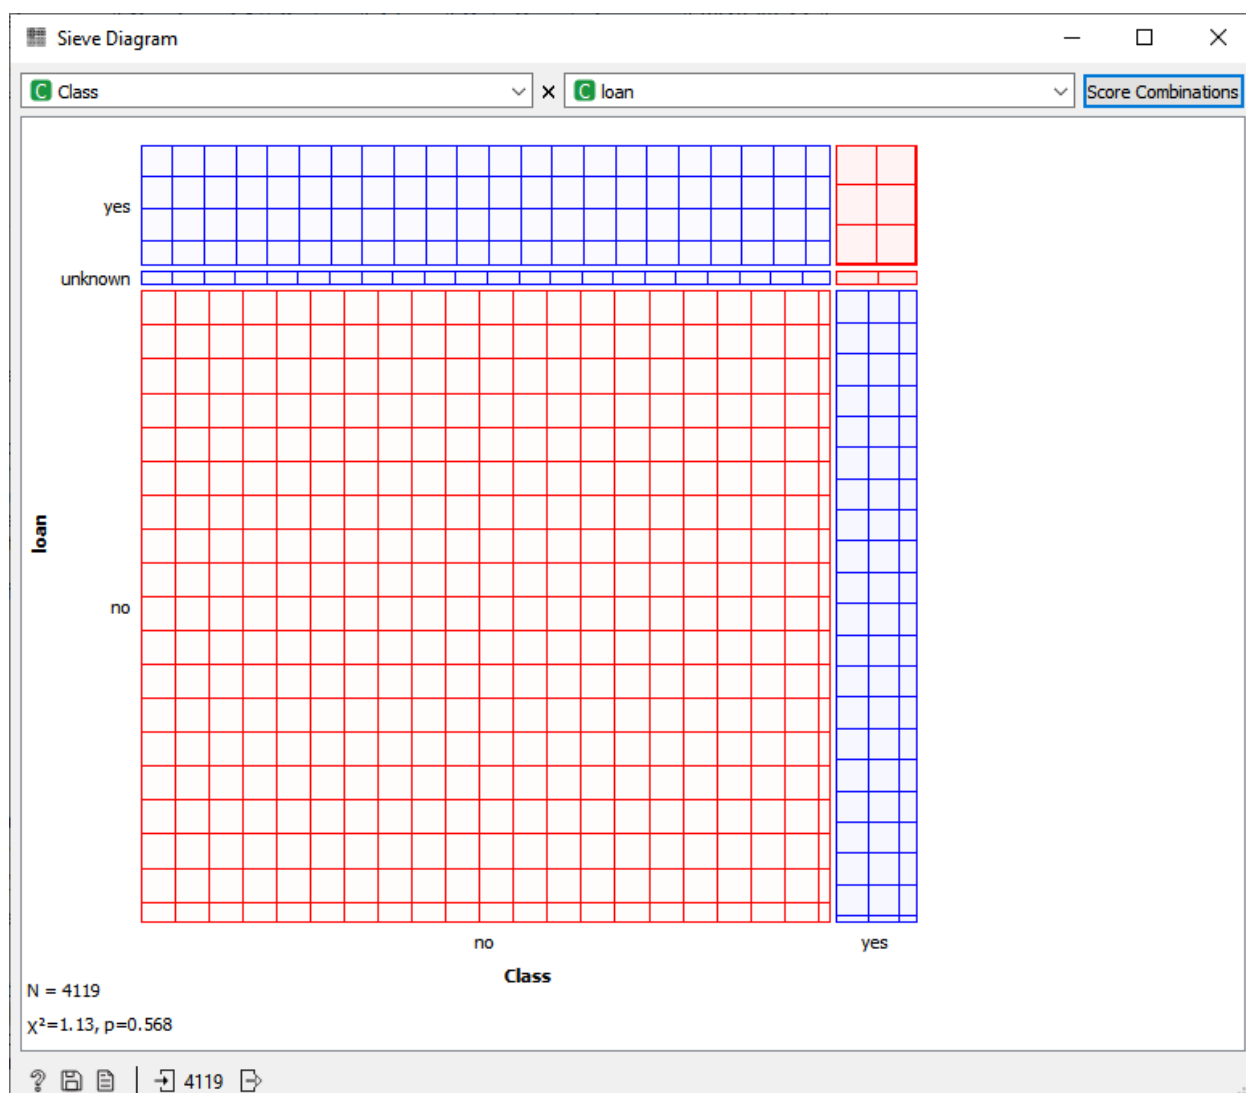 Sieve Diagram
C Class × C loan Score Combinations
yes
unknown
no
loan
no yes
Class
N = 4119
χ²=1.13, p=0.568
? 4119